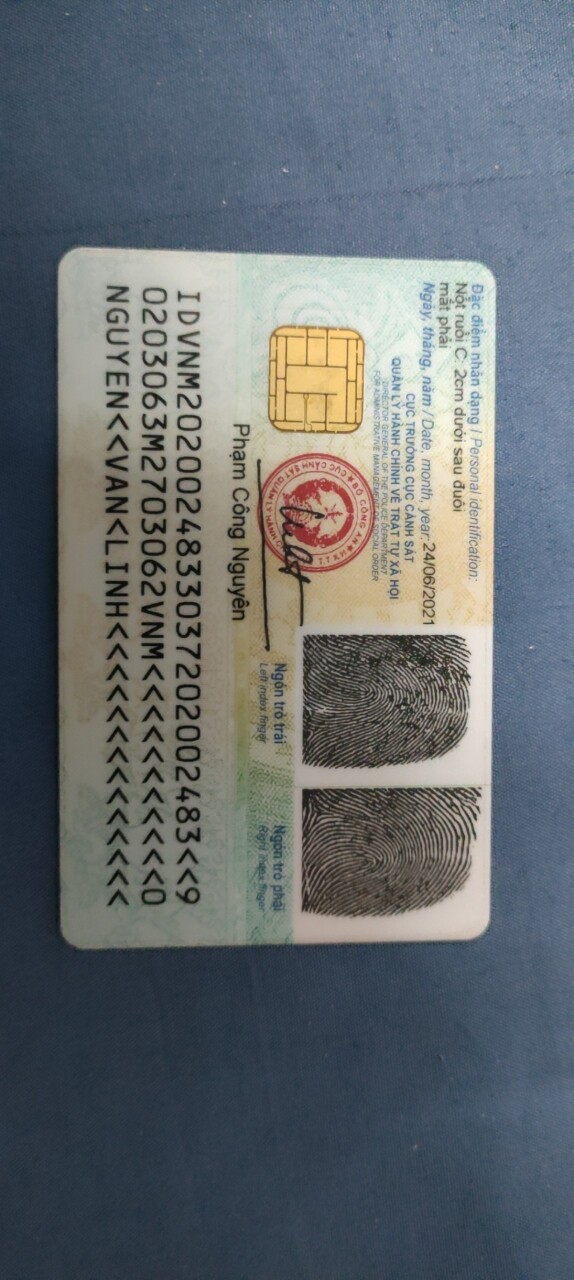 Đặc điểm nhân dạng / Personal identification:
Nốt ruồi C: 2cm dưới sau đuôi
mắt phải
Ngày, tháng, năm / Date, month, year: 24/06/2021
CỤC TRƯỞNG CỤC CẢNH SÁT
QUẢN LÝ HÀNH CHÍNH VỀ TRẬT TỰ XÃ HỘI
DIRECTOR GENERAL OF THE POLICE DEPARTMENT
FOR ADMINISTRATIVE MANAGEMENT OF SOCIAL ORDER
BỘ CÔNG AN
Phạm Công Nguyên
Ngón trỏ trái
Left index finger
Ngón trỏ phải
Right index finger
IDVNM2020024833037202002483<<9
0203063M2703062VNM<<<<<<<<<<<0
NGUYEN<<VAN<LINH<<<<<<<<<<<<<<